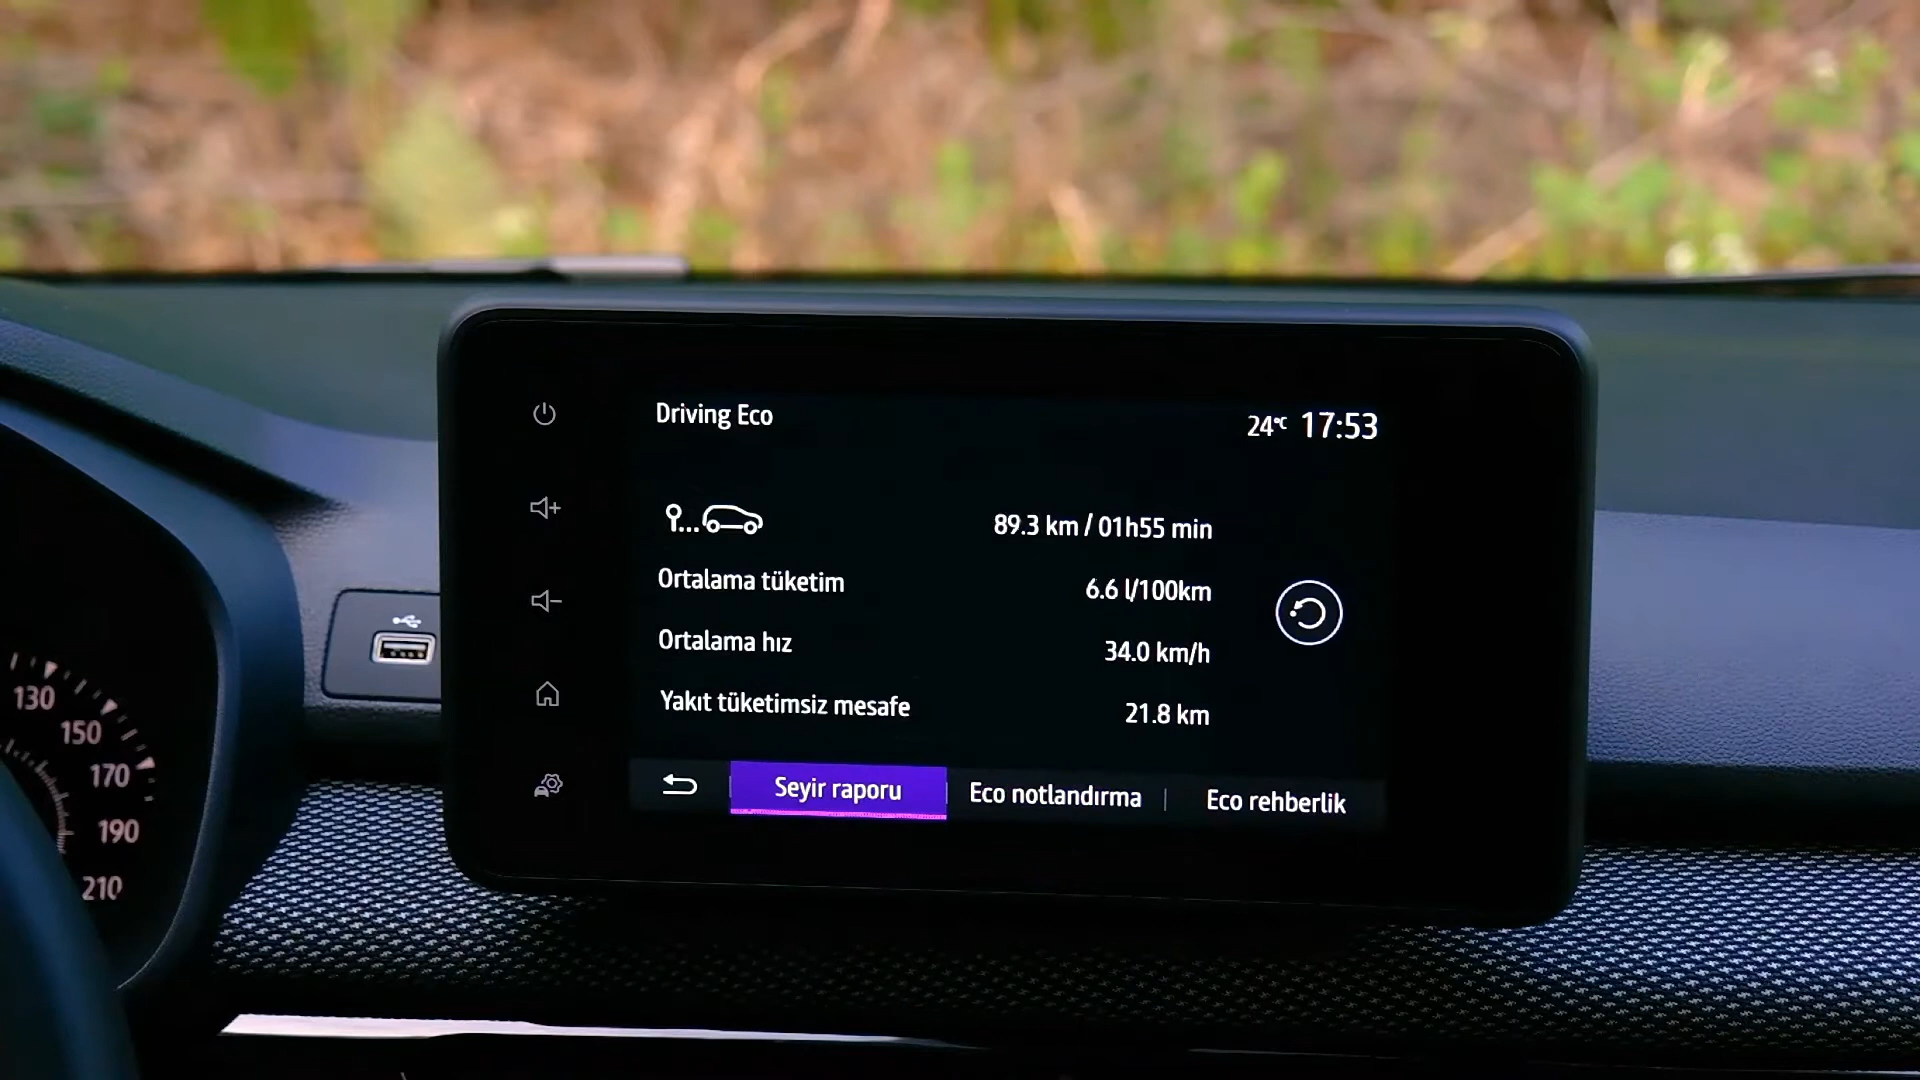 Driving Eco
24°C 17:53
89.3 km / 01h55 min
Ortalama tüketim 6.6 l/100km
Ortalama hız 34.0 km/h
Yakıt tüketimsiz mesafe 21.8 km
Seyir raporu Eco notlandırma Eco rehberlik
130
150
170
190
210